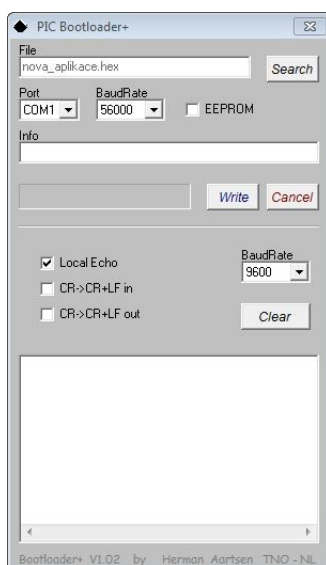 PIC Bootloader+
File
nova_aplikace.hex
Search
Port
BaudRate
COM1
56000
EEPROM
Info
Write
Cancel
Local Echo
BaudRate
9600
CR->CR+LF in
CR->CR+LF out
Clear
Bootloader+ V1.02 by Herman Aartsen TNO - NL